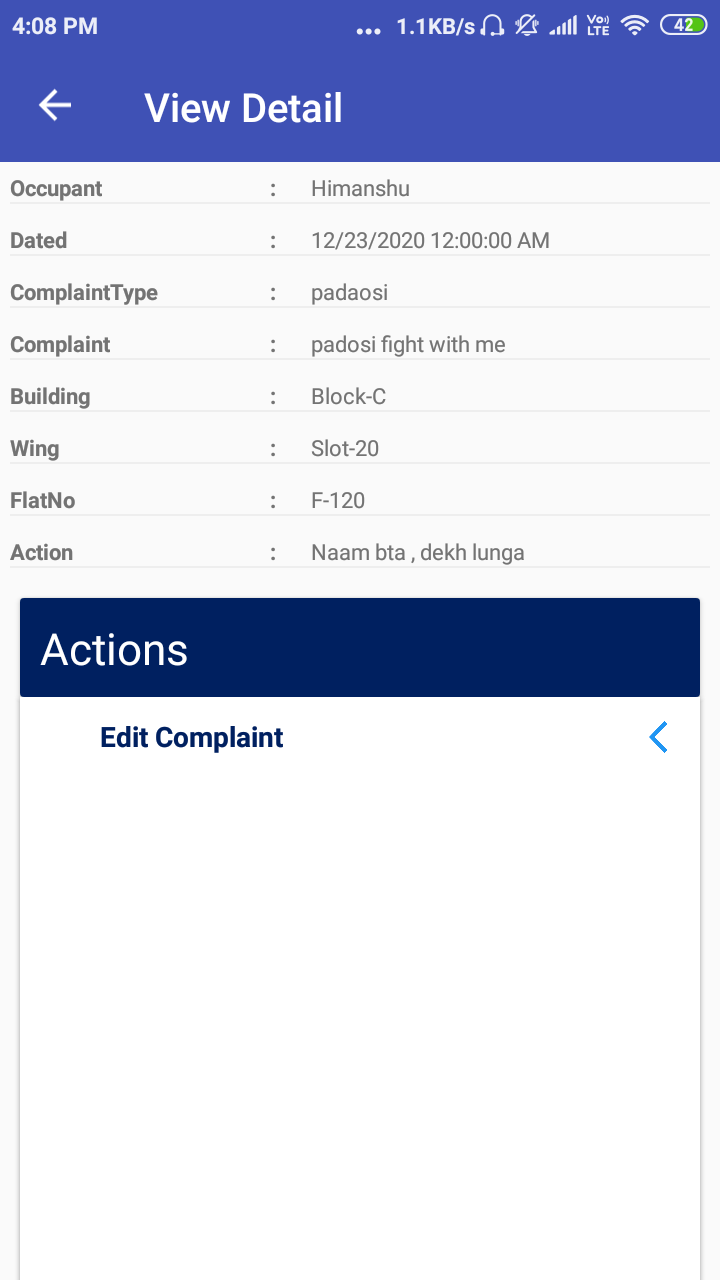 4:08 PM ... 1.1KB/s Vo) LTE 42
View Detail
Occupant : Himanshu
Dated : 12/23/2020 12:00:00 AM
ComplaintType : padaosi
Complaint : padosi fight with me
Building : Block-C
Wing : Slot-20
FlatNo : F-120
Action : Naam bta , dekh lunga
Actions
Edit Complaint